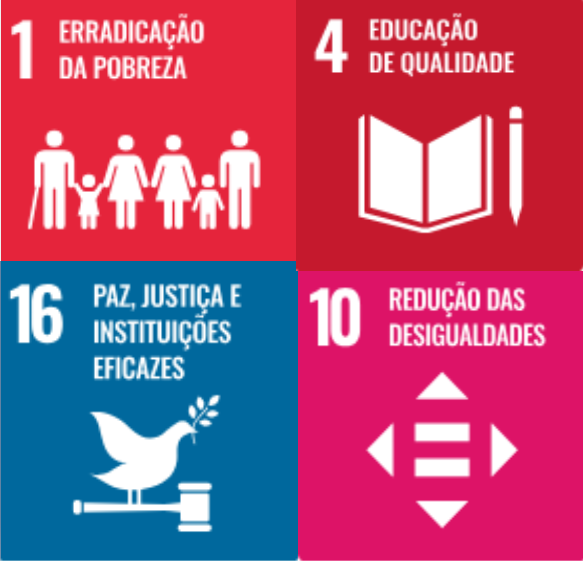 1 ERRADICAÇÃO
DA POBREZA
4 EDUCAÇÃO
DE QUALIDADE
16 PAZ, JUSTIÇA E
INSTITUIÇÕES
EFICAZES
10 REDUÇÃO DAS
DESIGUALDADES